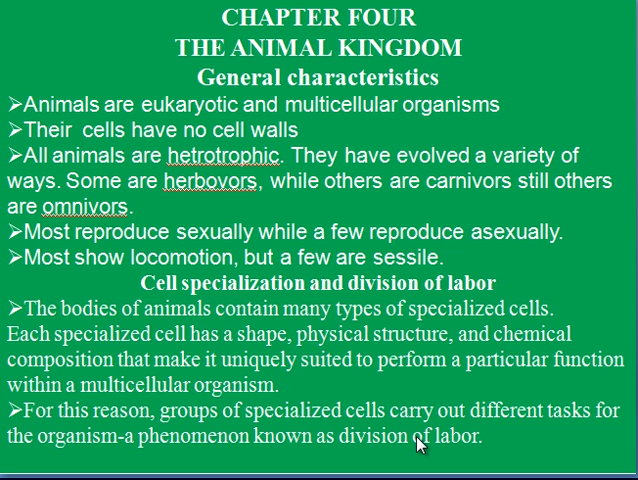 CHAPTER FOUR
THE ANIMAL KINGDOM
General characteristics
➢Animals are eukaryotic and multicellular organisms
➢Their cells have no cell walls
➢All animals are hetrotrophic. They have evolved a variety of
ways. Some are herbovors, while others are carnivors still others
are omnivors.
➢Most reproduce sexually while a few reproduce asexually.
➢Most show locomotion, but a few are sessile.
Cell specialization and division of labor
➢The bodies of animals contain many types of specialized cells.
Each specialized cell has a shape, physical structure, and chemical
composition that make it uniquely suited to perform a particular function
within a multicellular organism.
➢For this reason, groups of specialized cells carry out different tasks for
the organism-a phenomenon known as division of labor.